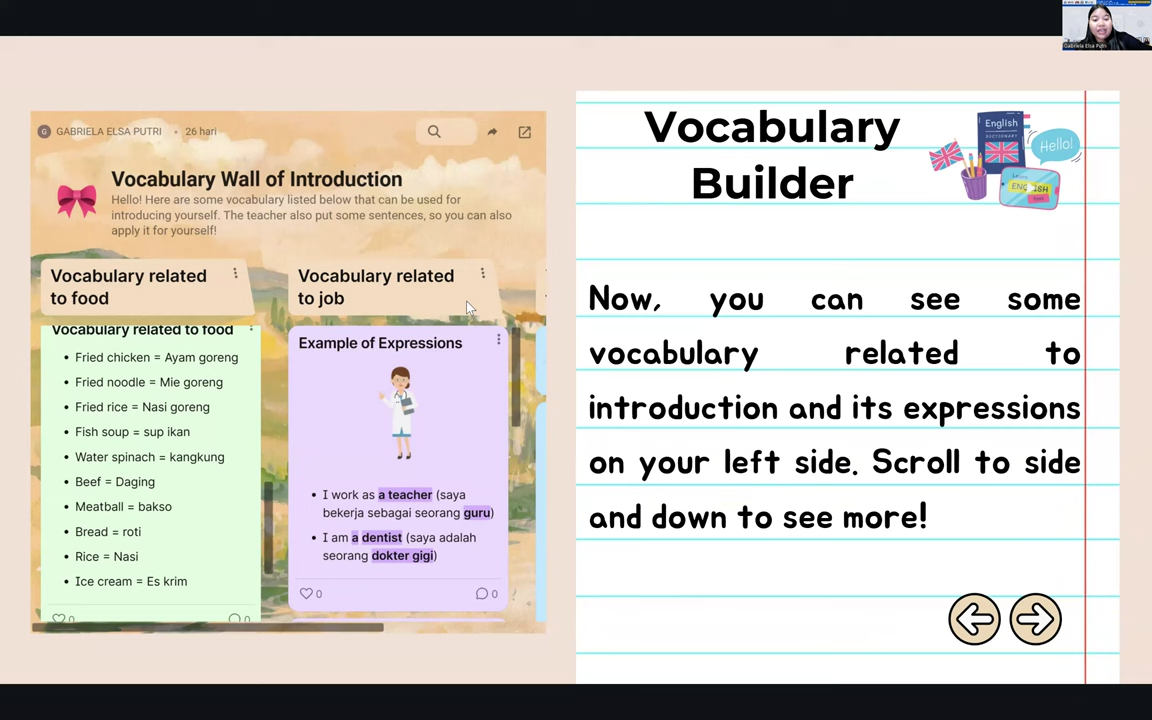 Gabriela Elsa Putri
G GABRIELA ELSA PUTRI • 26 hari
Vocabulary Wall of Introduction
Hello! Here are some vocabulary listed below that can be used for
introducing yourself. The teacher also put some sentences, so you can also
apply it for yourself!
Vocabulary related
to food
Vocabulary related to food
• Fried chicken = Ayam goreng
• Fried noodle = Mie goreng
• Fried rice = Nasi goreng
• Fish soup = sup ikan
• Water spinach = kangkung
• Beef = Daging
• Meatball = bakso
• Bread = roti
• Rice = Nasi
• Ice cream = Es krim
0 0
Vocabulary related
to job
Example of Expressions
• I work as a teacher (saya
bekerja sebagai seorang guru)
• I am a dentist (saya adalah
seorang dokter gigi)
0 0
Vocabulary
Builder
English
Hello!
Now, you can see some
vocabulary related to
introduction and its expressions
on your left side. Scroll to side
and down to see more!